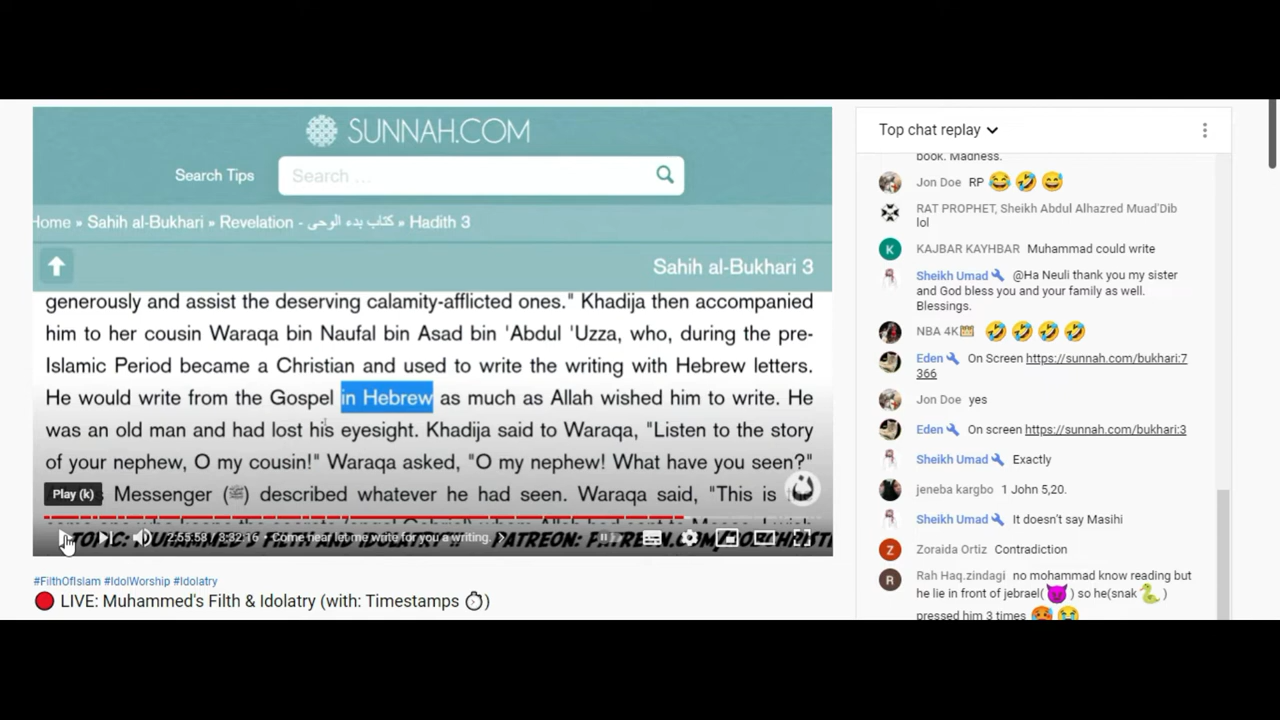 SUNNAH.COM
Search Tips
Search ...
Home » Sahih al-Bukhari » Revelation - كتاب بدء الوحى » Hadith 3
Sahih al-Bukhari 3
generously and assist the deserving calamity-afflicted ones." Khadija then accompanied
him to her cousin Waraqa bin Naufal bin Asad bin 'Abdul 'Uzza, who, during the pre-
Islamic Period became a Christian and used to write the writing with Hebrew letters.
He would write from the Gospel in Hebrew as much as Allah wished him to write. He
was an old man and had lost his eyesight. Khadija said to Waraqa, "Listen to the story
of your nephew, O my cousin!" Waraqa asked, "O my nephew! What have you seen?"
Messenger (ﷺ) described whatever he had seen. Waraqa said, "This is
Play (k)
2:55:58 / 3:32:16 • Come near let me write for you a writing. >
TOPIC: MUHAMMED'S FILTH & IDOLATRY
PATREON:
#FilthOfIslam #IdolWorship #Idolatry
LIVE: Muhammed's Filth & Idolatry (with: Timestamps ⏱)
Top chat replay
book. Madness.
Jon Doe RP 😂 🤣 😅
RAT PROPHET, Sheikh Abdul Alhazred Muad'Dib
lol
K KAJBAR KAYHBAR Muhammad could write
Sheikh Umad @Ha Neuli thank you my sister
and God bless you and your family as well.
Blessings.
NBA 4K👑 🤣 🤣 🤣 🤣
Eden On Screen https://sunnah.com/bukhari:7
366
Jon Doe yes
Eden On screen https://sunnah.com/bukhari:3
Sheikh Umad Exactly
jeneba kargbo 1 John 5,20.
Sheikh Umad It doesn't say Masihi
Z Zoraida Ortiz Contradiction
R Rah Haq.zindagi no mohammad know reading but
he lie in front of jebrael( 😈 ) so he(snak 🐍 )
pressed him 3 times 🥵 😭